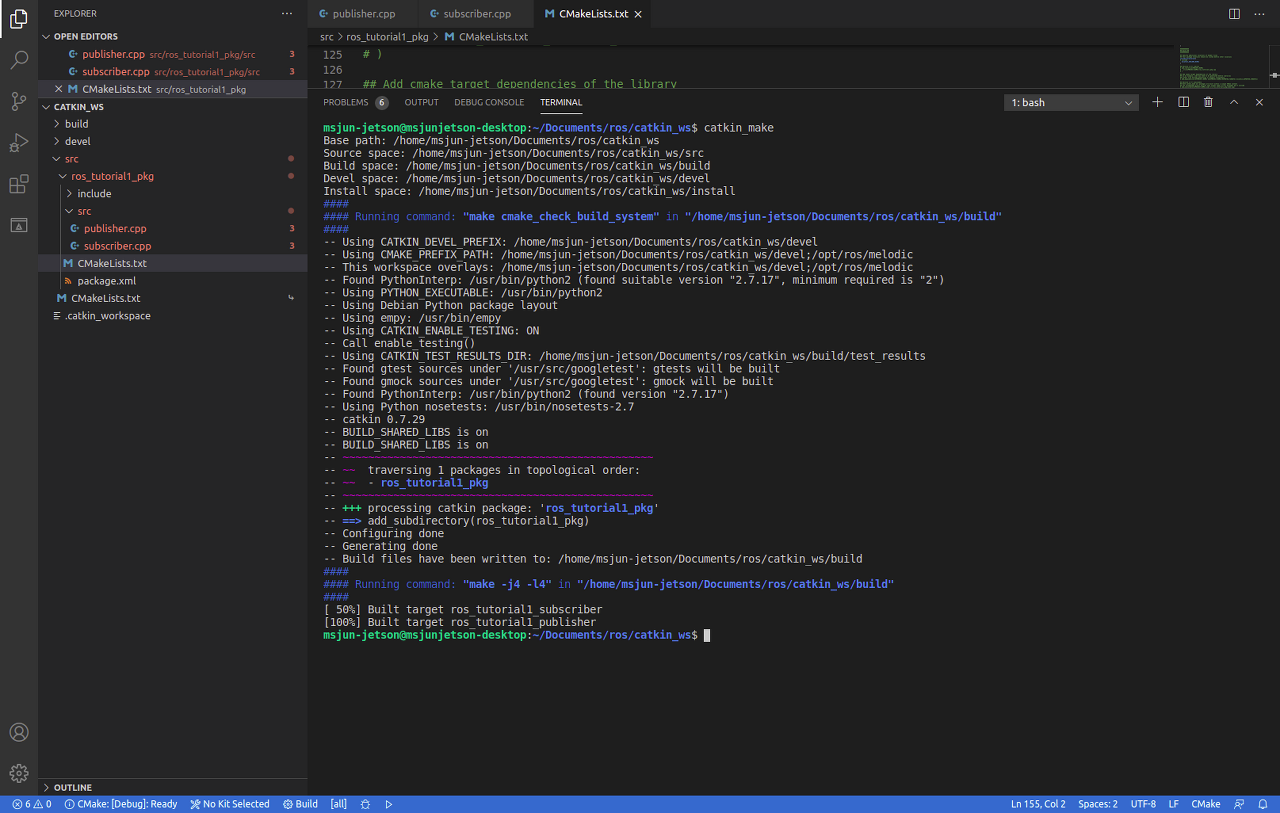 EXPLORER
···
publisher.cpp
subscriber.cpp
CMakeLists.txt
OPEN EDITORS
publisher.cpp src/ros_tutorial1_pkg/src 3
subscriber.cpp src/ros_tutorial1_pkg/src 3
CMakeLists.txt src/ros_tutorial1_pkg
CATKIN_WS
build
devel
src
ros_tutorial1_pkg
include
src
publisher.cpp 3
subscriber.cpp 3
CMakeLists.txt
package.xml
CMakeLists.txt
.catkin_workspace
OUTLINE
src > ros_tutorial1_pkg > CMakeLists.txt
125 # )
126
127 ## Add cmake target dependencies of the library
PROBLEMS 6 OUTPUT DEBUG CONSOLE TERMINAL 1: bash
msjun-jetson@msjunjetson-desktop:~/Documents/ros/catkin_ws$ catkin_make
Base path: /home/msjun-jetson/Documents/ros/catkin_ws
Source space: /home/msjun-jetson/Documents/ros/catkin_ws/src
Build space: /home/msjun-jetson/Documents/ros/catkin_ws/build
Devel space: /home/msjun-jetson/Documents/ros/catkin_ws/devel
Install space: /home/msjun-jetson/Documents/ros/catkin_ws/install
####
#### Running command: "make cmake_check_build_system" in "/home/msjun-jetson/Documents/ros/catkin_ws/build"
####
-- Using CATKIN_DEVEL_PREFIX: /home/msjun-jetson/Documents/ros/catkin_ws/devel
-- Using CMAKE_PREFIX_PATH: /home/msjun-jetson/Documents/ros/catkin_ws/devel;/opt/ros/melodic
-- This workspace overlays: /home/msjun-jetson/Documents/ros/catkin_ws/devel;/opt/ros/melodic
-- Found PythonInterp: /usr/bin/python2 (found suitable version "2.7.17", minimum required is "2")
-- Using PYTHON_EXECUTABLE: /usr/bin/python2
-- Using Debian Python package layout
-- Using empy: /usr/bin/empy
-- Using CATKIN_ENABLE_TESTING: ON
-- Call enable_testing()
-- Using CATKIN_TEST_RESULTS_DIR: /home/msjun-jetson/Documents/ros/catkin_ws/build/test_results
-- Found gtest sources under '/usr/src/googletest': gtests will be built
-- Found gmock sources under '/usr/src/googletest': gmock will be built
-- Found PythonInterp: /usr/bin/python2 (found version "2.7.17")
-- Using Python nosetests: /usr/bin/nosetests-2.7
-- catkin 0.7.29
-- BUILD_SHARED_LIBS is on
-- BUILD_SHARED_LIBS is on
-- ~~~~~~~~~~~~~~~~~~~~~~~~~~~~~~~~~~~~~~~~~~~~~~~~~
-- ~~  traversing 1 packages in topological order:
-- ~~  - ros_tutorial1_pkg
-- ~~~~~~~~~~~~~~~~~~~~~~~~~~~~~~~~~~~~~~~~~~~~~~~~~
-- +++ processing catkin package: 'ros_tutorial1_pkg'
-- ==> add_subdirectory(ros_tutorial1_pkg)
-- Configuring done
-- Generating done
-- Build files have been written to: /home/msjun-jetson/Documents/ros/catkin_ws/build
####
#### Running command: "make -j4 -l4" in "/home/msjun-jetson/Documents/ros/catkin_ws/build"
####
[ 50%] Built target ros_tutorial1_subscriber
[100%] Built target ros_tutorial1_publisher
msjun-jetson@msjunjetson-desktop:~/Documents/ros/catkin_ws$
6 0 CMake: [Debug]: Ready No Kit Selected Build [all] Ln 155, Col 2 Spaces: 2 UTF-8 LF CMake